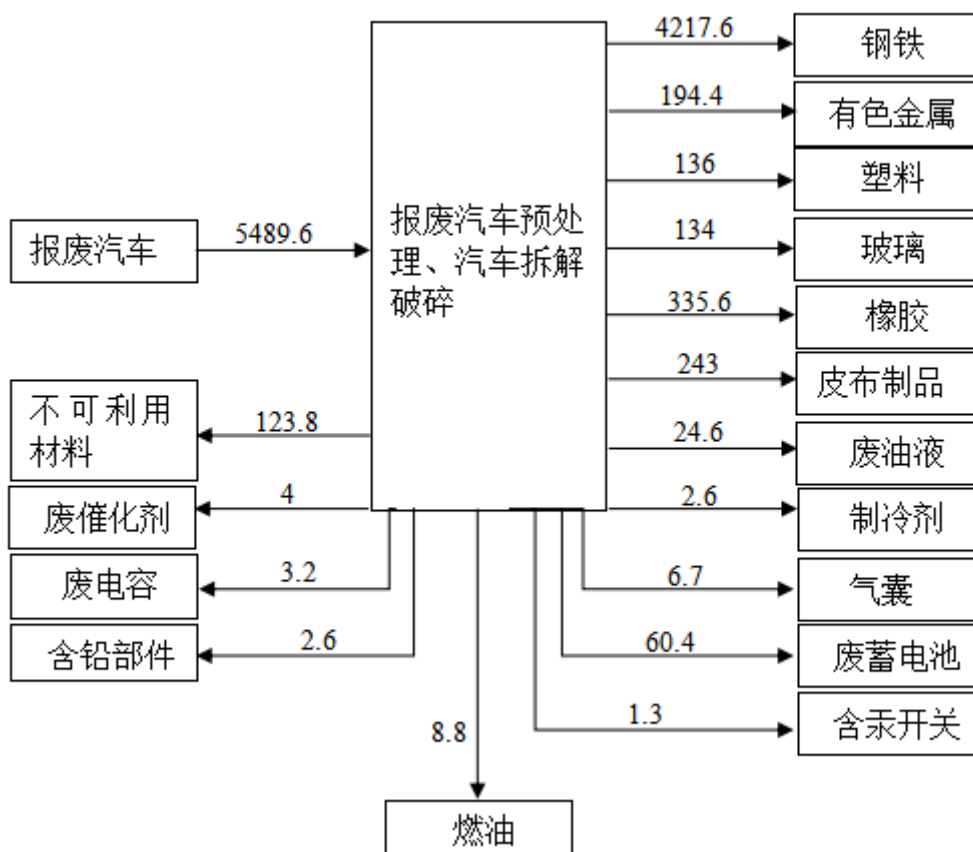 4217.6
钢铁
194.4
有色金属
136
塑料
报废汽车
5489.6
报废汽车预处
理、汽车拆解
破碎
134
玻璃
335.6
橡胶
243
皮布制品
不可利用
材料
123.8
24.6
废油液
废催化剂
4
2.6
制冷剂
废电容
3.2
6.7
气囊
含铅部件
2.6
60.4
废蓄电池
1.3
含汞开关
8.8
燃油